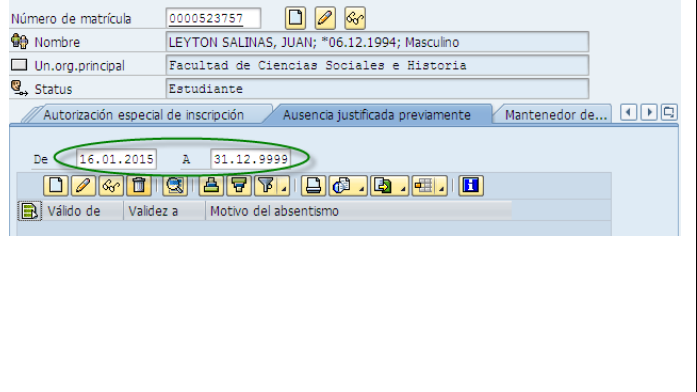 Número de matrícula 0000523757
Nombre LEYTON SALINAS, JUAN; *06.12.1994; Masculino
Un.org.principal Facultad de Ciencias Sociales e Historia
Status Estudiante
Autorización especial de inscripción Ausencia justificada previamente Mantenedor de...
De 16.01.2015 A 31.12.9999
Válido de Validez a Motivo del absentismo